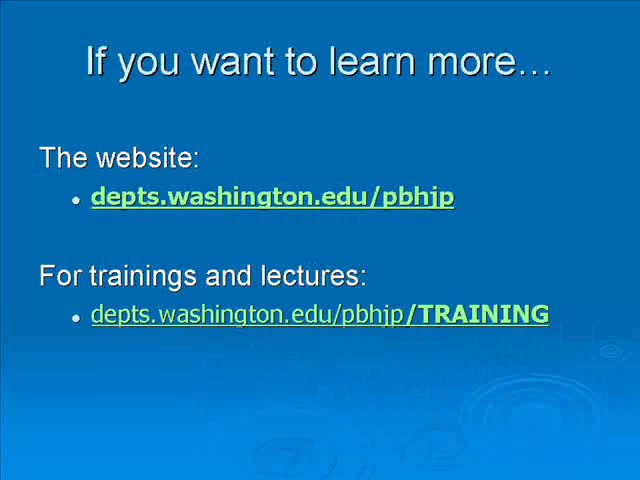 If you want to learn more…
The website:
• depts.washington.edu/pbhjp
For trainings and lectures:
• depts.washington.edu/pbhjp/TRAINING